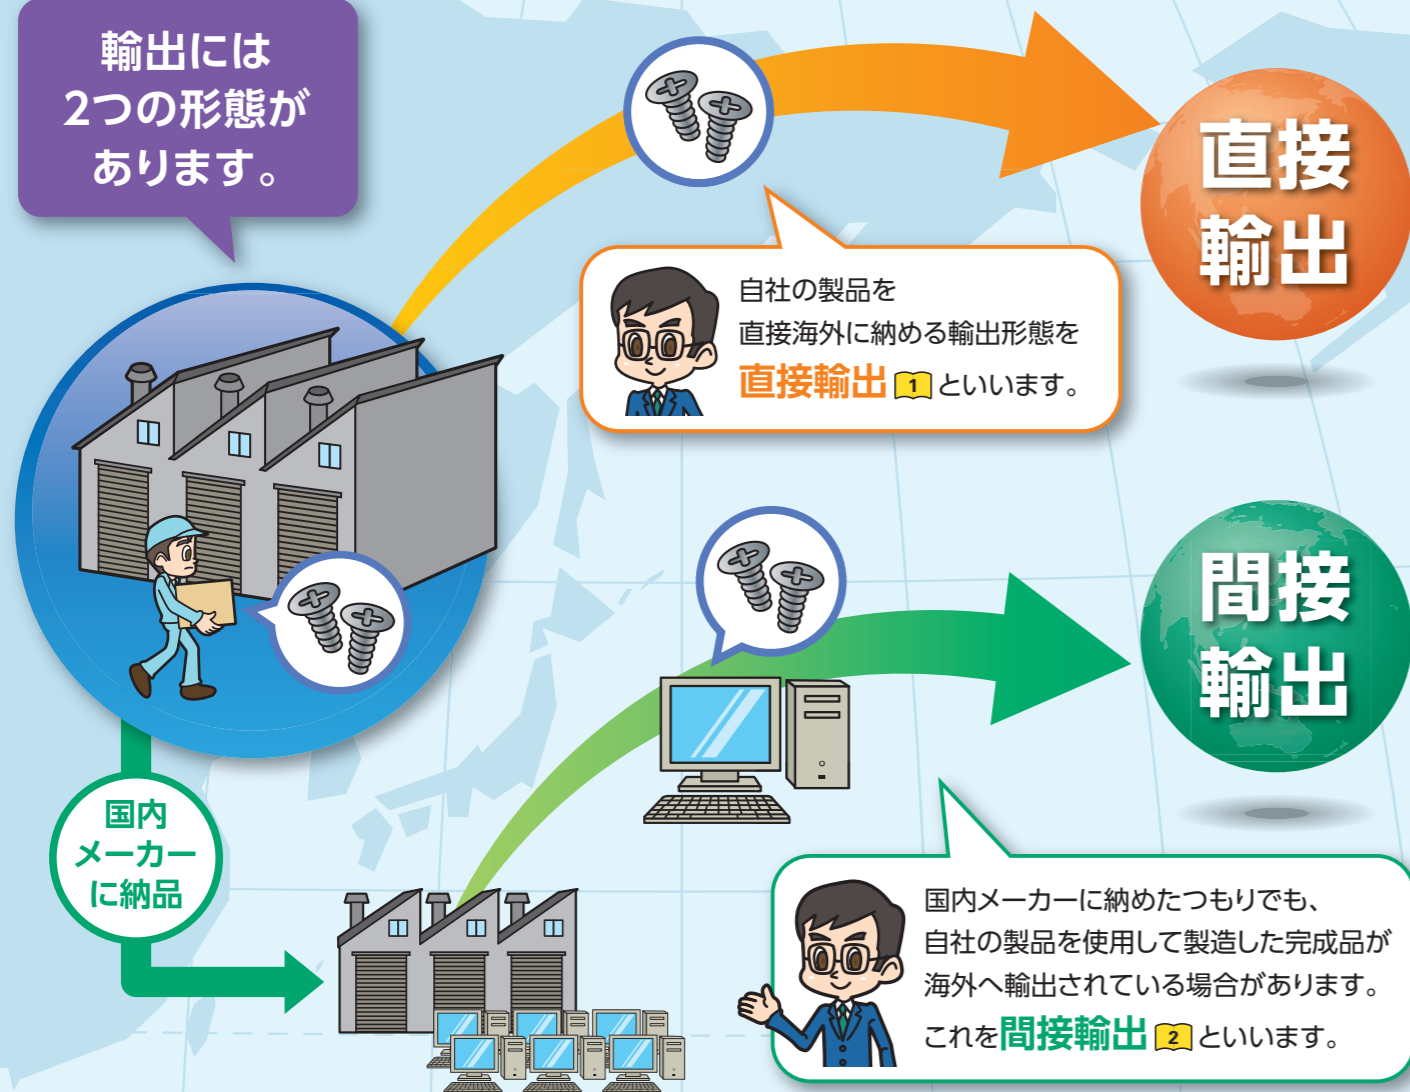 輸出には
2つの形態が
あります。
直接
輸出
自社の製品を
直接海外に納める輸出形態を
直接輸出 1 といいます。
間接
輸出
国内
メーカー
に納品
国内メーカーに納めたつもりでも、
自社の製品を使用して製造した完成品が
海外へ輸出されている場合があります。
これを間接輸出 2 といいます。